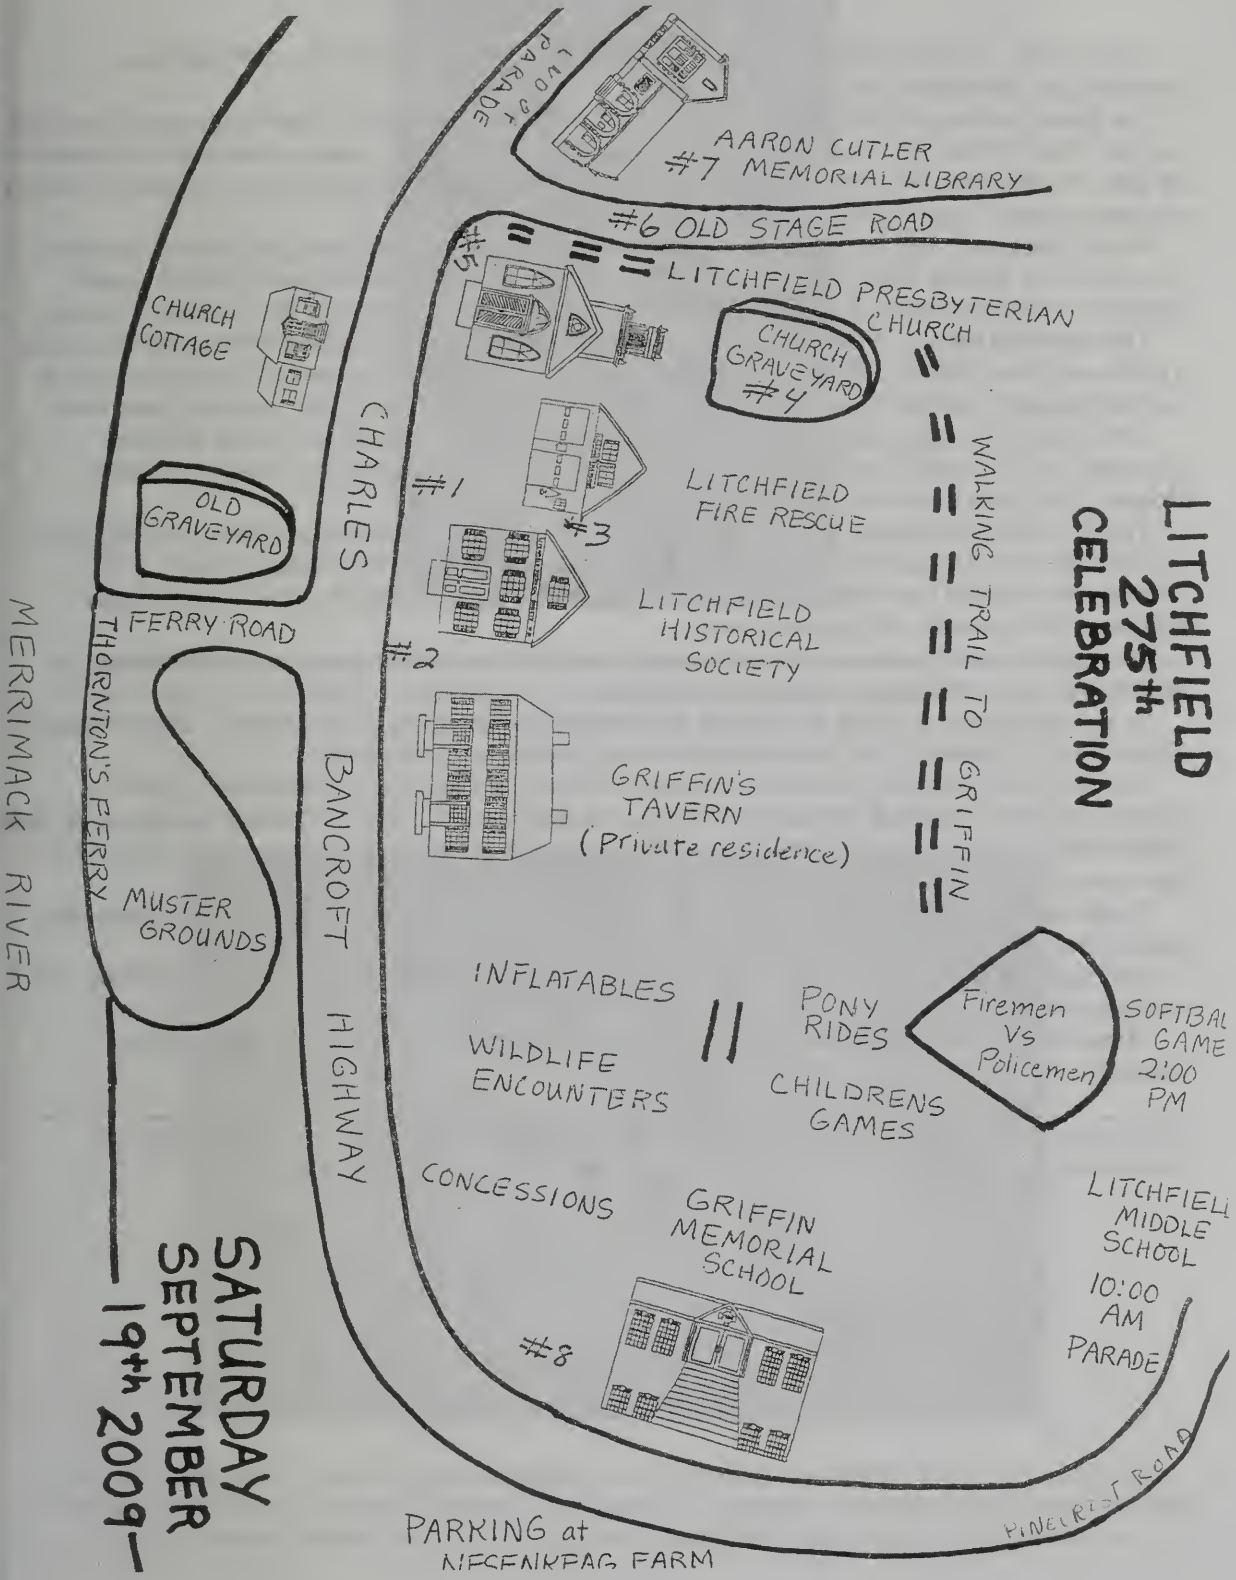 LITCHFIELD
275th
CELEBRATION
PARADE
AARON CUTLER
#7 MEMORIAL LIBRARY
#6 OLD STAGE ROAD
#5
LITCHFIELD PRESBYTERIAN
CHURCH
CHURCH
GRAVEYARD
#4
CHURCH
COTTAGE
#1
LITCHFIELD
FIRE RESCUE
#3
WALKING TRAIL TO GRIFFIN
OLD
GRAVEYARD
LITCHFIELD
HISTORICAL
SOCIETY
#2
FERRY ROAD
THORNTON'S FERRY
MERRIMACK RIVER
CHARLES BANCROFT HIGHWAY
GRIFFIN'S
TAVERN
(Private residence)
MUSTER
GROUNDS
INFLATABLES
PONY
RIDES
Firemen
Vs
Policemen
SOFTBAL
GAME
2:00
PM
WILDLIFE
ENCOUNTERS
CHILDRENS
GAMES
CONCESSIONS
GRIFFIN
MEMORIAL
SCHOOL
#8
LITCHFIEL
MIDDLE
SCHOOL
10:00
AM
PARADE
PINECREST ROAD
SATURDAY
SEPTEMBER
19th 2009
PARKING at
FARM